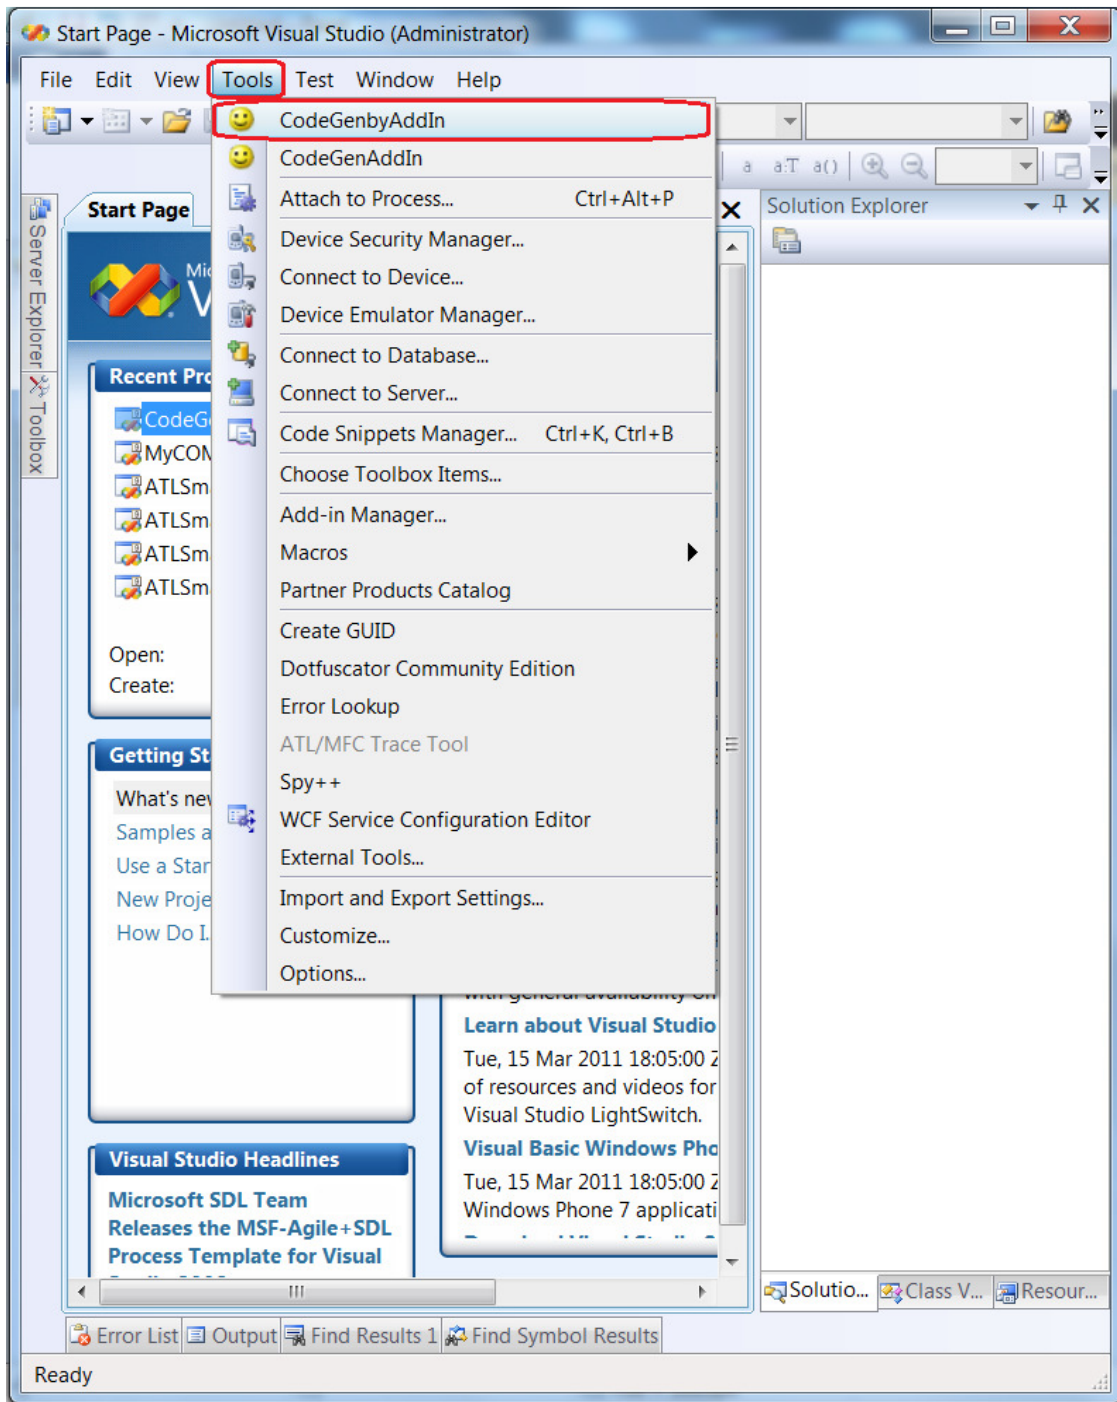 Start Page - Microsoft Visual Studio (Administrator)
File Edit View Tools Test Window Help
CodeGenbyAddIn
CodeGenAddIn
a a:T a()
Attach to Process... Ctrl+Alt+P
Device Security Manager...
Connect to Device...
Device Emulator Manager...
Connect to Database...
Connect to Server...
Code Snippets Manager... Ctrl+K, Ctrl+B
Choose Toolbox Items...
Add-in Manager...
Macros
Partner Products Catalog
Create GUID
Dotfuscator Community Edition
Error Lookup
ATL/MFC Trace Tool
Spy++
WCF Service Configuration Editor
External Tools...
Import and Export Settings...
Customize...
Options...
Server Explorer
Toolbox
Start Page
Mic
V
Recent Pro
CodeG
MyCOM
ATLSm
ATLSm
ATLSm
ATLSm
Open:
Create:
Getting St
What's new
Samples a
Use a Star
New Proje
How Do I.
Visual Studio Headlines
Microsoft SDL Team
Releases the MSF-Agile+SDL
Process Template for Visual
with general availability on
Learn about Visual Studio
Tue, 15 Mar 2011 18:05:00 Z
of resources and videos for
Visual Studio LightSwitch.
Visual Basic Windows Pho
Tue, 15 Mar 2011 18:05:00 Z
Windows Phone 7 applicati
Solution Explorer
Solutio... Class V... Resour...
Error List Output Find Results 1 Find Symbol Results
Ready